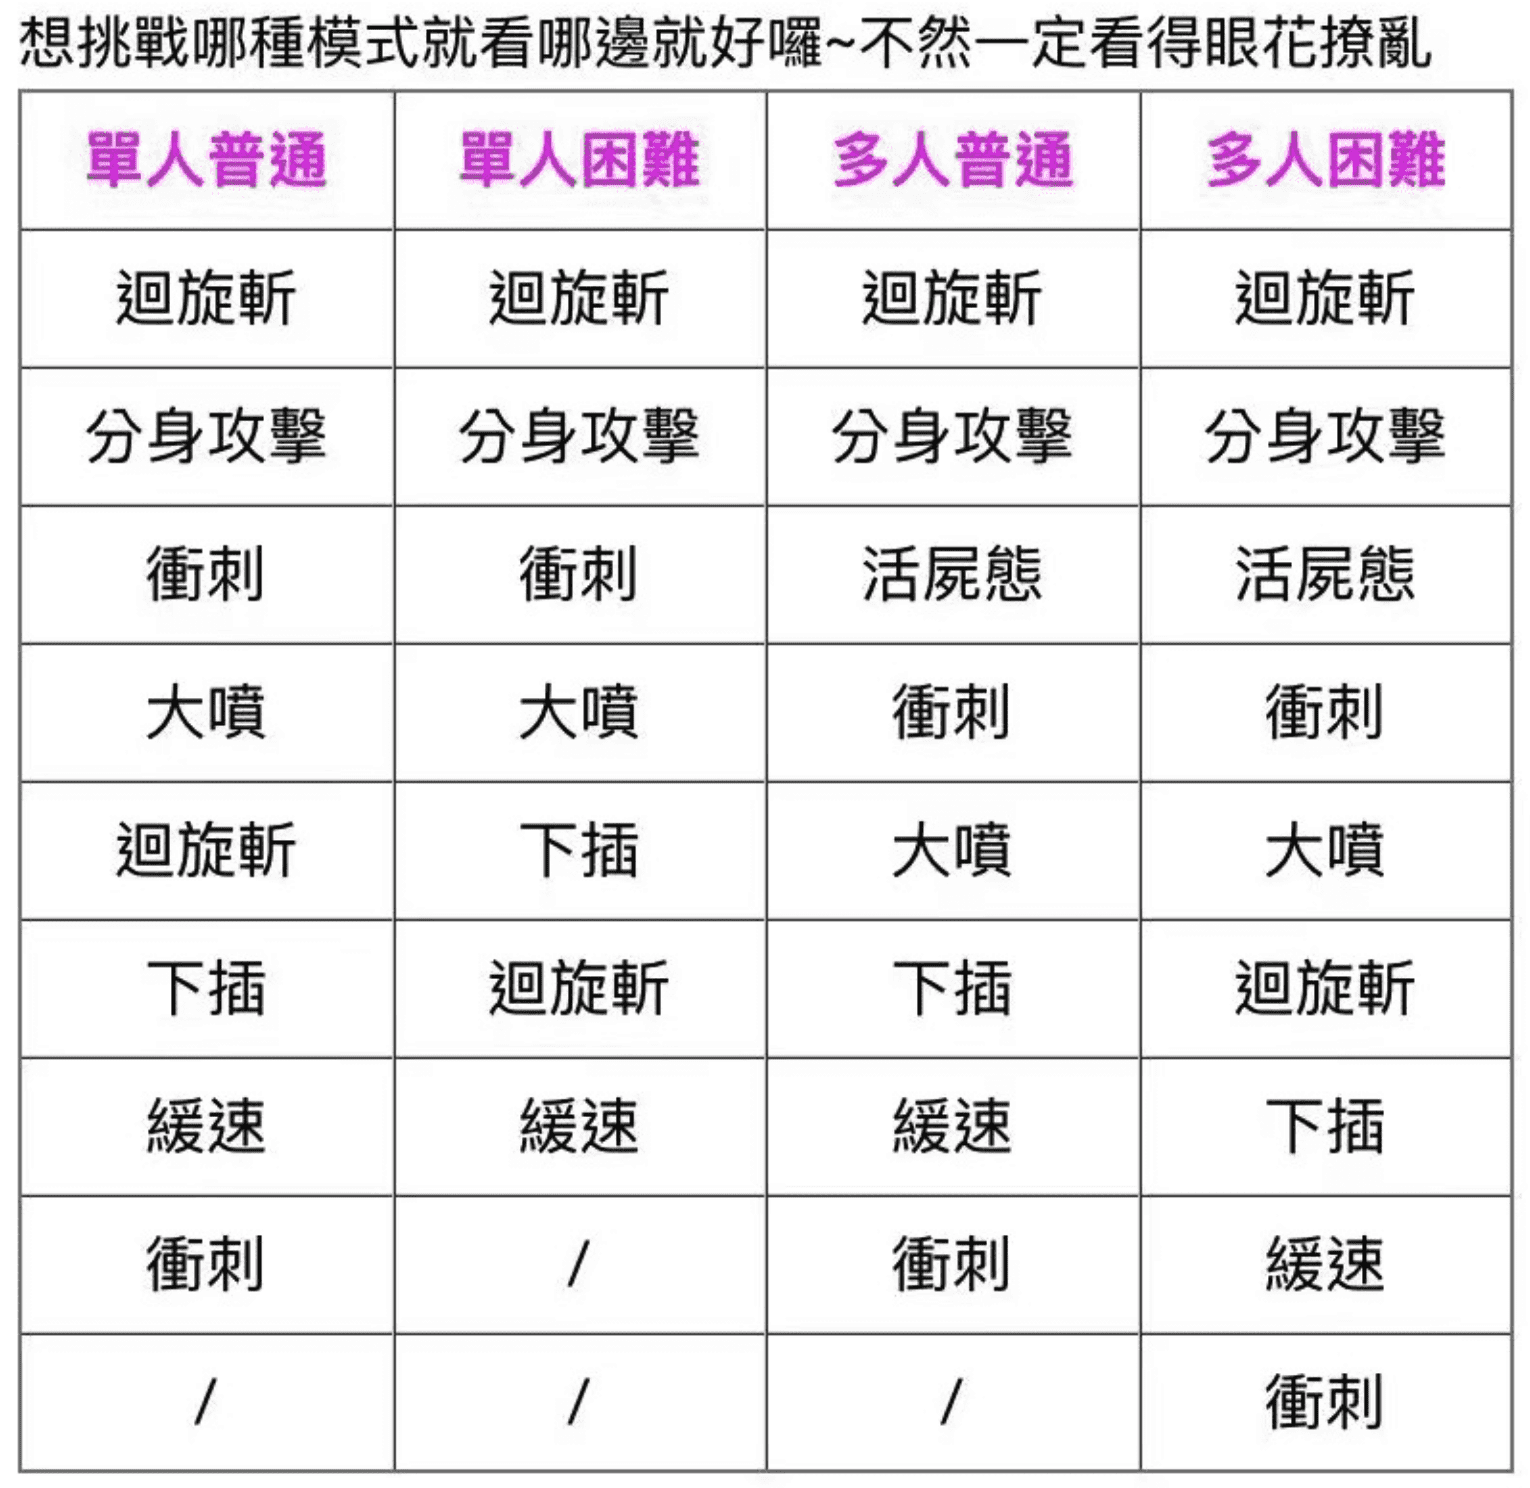 想挑戰哪種模式就看哪邊就好囉~不然一定看得眼花撩亂
單人普通 單人困難 多人普通 多人困難
迴旋斬 迴旋斬 迴旋斬 迴旋斬
分身攻擊 分身攻擊 分身攻擊 分身攻擊
衝刺 衝刺 活屍態 活屍態
大噴 大噴 衝刺 衝刺
迴旋斬 下插 大噴 大噴
下插 迴旋斬 下插 迴旋斬
緩速 緩速 緩速 下插
衝刺 / 衝刺 緩速
/ / / 衝刺